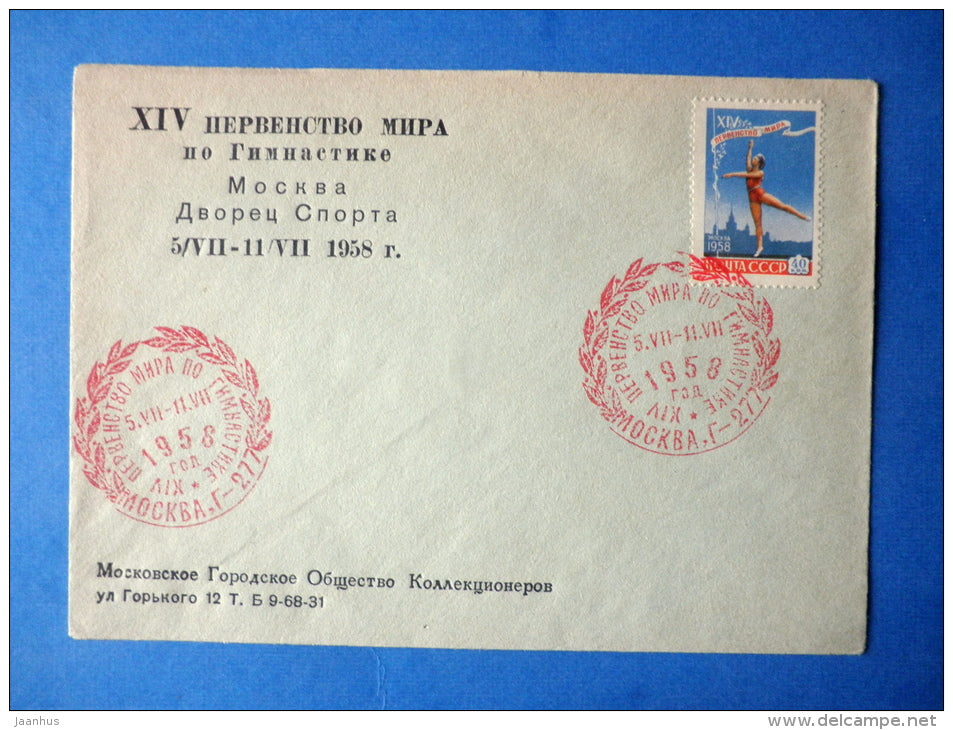 XIV ПЕРВЕНСТВО МИРА
по Гимнастике
Москва
Дворец Спорта
5/VII-11/VII 1958 г.
XIV
ПЕРВЕНСТВО МИРА
МОСКВА
1958
ПОЧТА СССР
40
КОП
ПЕРВЕНСТВО МИРА ПО ГИМНАСТИКЕ
5.VII-11.VII
1958
ГОД
XIV
МОСКВА, Г-277
ПЕРВЕНСТВО МИРА ПО ГИМНАСТИКЕ
5.VII-11.VII
1958
ГОД
XIV
МОСКВА, Г-277
Московское Городское Общество Коллекционеров
ул Горького 12 Т. Б 9-68-31
Jaanhus
www.delcampe.net